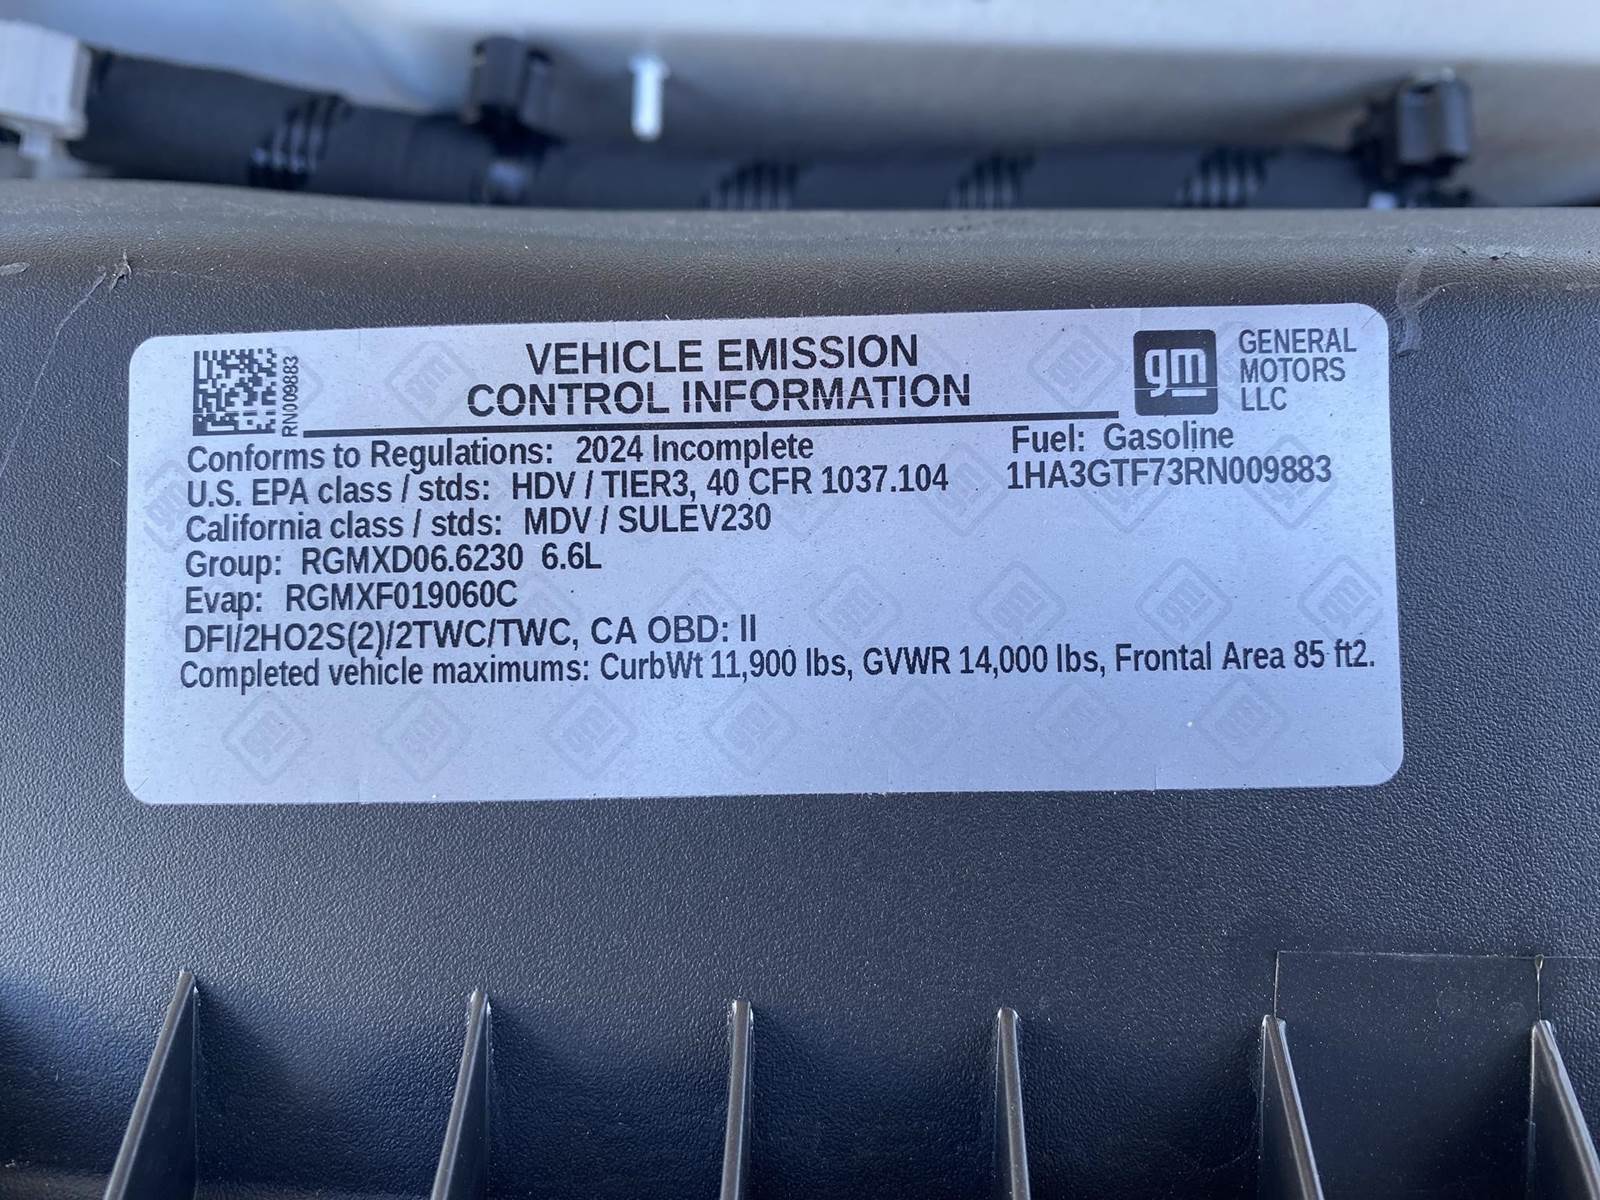 RN009883
VEHICLE EMISSION
CONTROL INFORMATION
gm
GENERAL
MOTORS
LLC
Conforms to Regulations: 2024 Incomplete
Fuel: Gasoline
U.S. EPA class / stds: HDV / TIER3, 40 CFR 1037.104
1HA3GTF73RN009883
California class / stds: MDV / SULEV230
Group: RGMXD06.6230 6.6L
Evap: RGMXF019060C
DFI/2HO2S(2)/2TWC/TWC, CA OBD: II
Completed vehicle maximums: CurbWt 11,900 lbs, GVWR 14,000 lbs, Frontal Area 85 ft2.